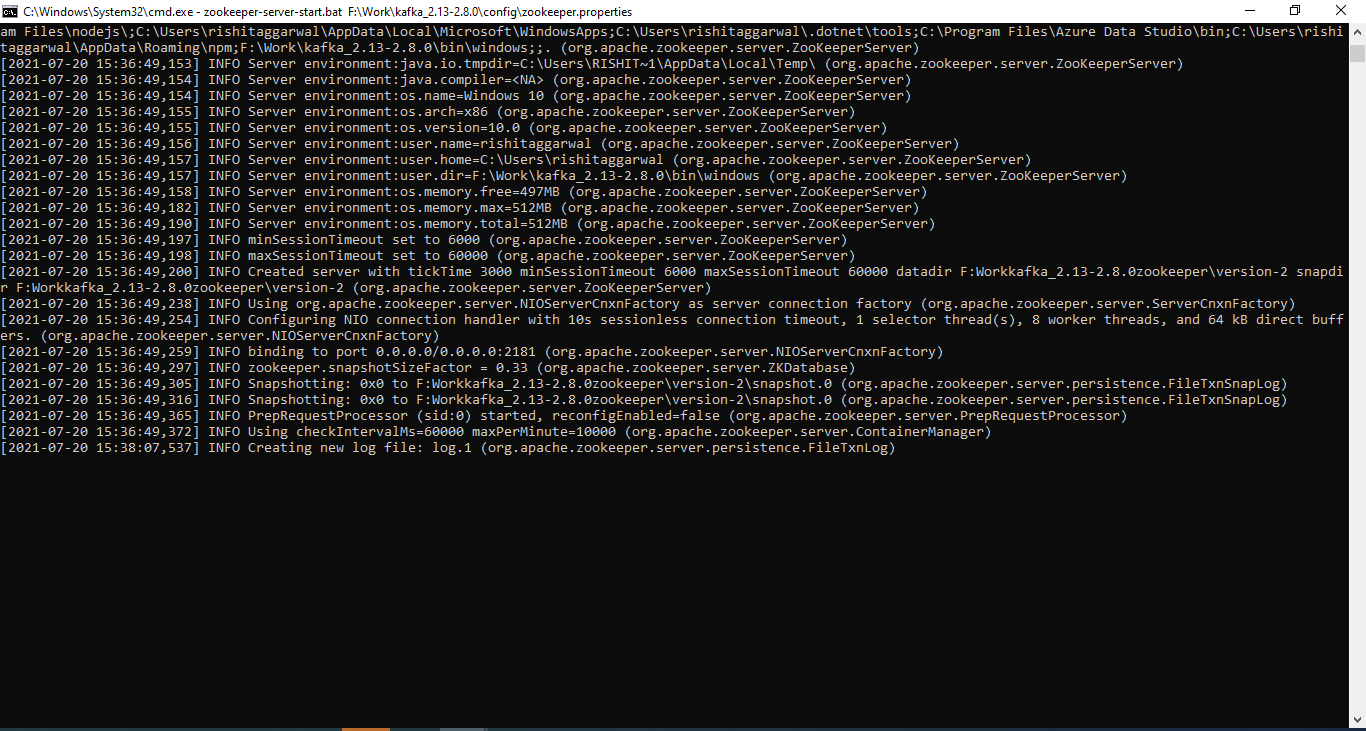 C:\Windows\System32\cmd.exe - zookeeper-server-start.bat F:\Work\kafka_2.13-2.8.0\config\zookeeper.properties
am Files\nodejs\;C:\Users\rishitaggarwal\AppData\Local\Microsoft\WindowsApps;C:\Users\rishitaggarwal\.dotnet\tools;C:\Program Files\Azure Data Studio\bin;C:\Users\rishi
taggarwal\AppData\Roaming\npm;F:\Work\kafka_2.13-2.8.0\bin\windows;;. (org.apache.zookeeper.server.ZooKeeperServer)
[2021-07-20 15:36:49,153] INFO Server environment:java.io.tmpdir=C:\Users\RISHIT~1\AppData\Local\Temp\ (org.apache.zookeeper.server.ZooKeeperServer)
[2021-07-20 15:36:49,154] INFO Server environment:java.compiler=<NA> (org.apache.zookeeper.server.ZooKeeperServer)
[2021-07-20 15:36:49,154] INFO Server environment:os.name=Windows 10 (org.apache.zookeeper.server.ZooKeeperServer)
[2021-07-20 15:36:49,155] INFO Server environment:os.arch=x86 (org.apache.zookeeper.server.ZooKeeperServer)
[2021-07-20 15:36:49,155] INFO Server environment:os.version=10.0 (org.apache.zookeeper.server.ZooKeeperServer)
[2021-07-20 15:36:49,156] INFO Server environment:user.name=rishitaggarwal (org.apache.zookeeper.server.ZooKeeperServer)
[2021-07-20 15:36:49,157] INFO Server environment:user.home=C:\Users\rishitaggarwal (org.apache.zookeeper.server.ZooKeeperServer)
[2021-07-20 15:36:49,157] INFO Server environment:user.dir=F:\Work\kafka_2.13-2.8.0\bin\windows (org.apache.zookeeper.server.ZooKeeperServer)
[2021-07-20 15:36:49,158] INFO Server environment:os.memory.free=497MB (org.apache.zookeeper.server.ZooKeeperServer)
[2021-07-20 15:36:49,182] INFO Server environment:os.memory.max=512MB (org.apache.zookeeper.server.ZooKeeperServer)
[2021-07-20 15:36:49,190] INFO Server environment:os.memory.total=512MB (org.apache.zookeeper.server.ZooKeeperServer)
[2021-07-20 15:36:49,197] INFO minSessionTimeout set to 6000 (org.apache.zookeeper.server.ZooKeeperServer)
[2021-07-20 15:36:49,198] INFO maxSessionTimeout set to 60000 (org.apache.zookeeper.server.ZooKeeperServer)
[2021-07-20 15:36:49,200] INFO Created server with tickTime 3000 minSessionTimeout 6000 maxSessionTimeout 60000 datadir F:Workkafka_2.13-2.8.0zookeeper\version-2 snapdi
r F:Workkafka_2.13-2.8.0zookeeper\version-2 (org.apache.zookeeper.server.ZooKeeperServer)
[2021-07-20 15:36:49,238] INFO Using org.apache.zookeeper.server.NIOServerCnxnFactory as server connection factory (org.apache.zookeeper.server.ServerCnxnFactory)
[2021-07-20 15:36:49,254] INFO Configuring NIO connection handler with 10s sessionless connection timeout, 1 selector thread(s), 8 worker threads, and 64 kB direct buff
ers. (org.apache.zookeeper.server.NIOServerCnxnFactory)
[2021-07-20 15:36:49,259] INFO binding to port 0.0.0.0/0.0.0.0:2181 (org.apache.zookeeper.server.NIOServerCnxnFactory)
[2021-07-20 15:36:49,297] INFO zookeeper.snapshotSizeFactor = 0.33 (org.apache.zookeeper.server.ZKDatabase)
[2021-07-20 15:36:49,305] INFO Snapshotting: 0x0 to F:Workkafka_2.13-2.8.0zookeeper\version-2\snapshot.0 (org.apache.zookeeper.server.persistence.FileTxnSnapLog)
[2021-07-20 15:36:49,316] INFO Snapshotting: 0x0 to F:Workkafka_2.13-2.8.0zookeeper\version-2\snapshot.0 (org.apache.zookeeper.server.persistence.FileTxnSnapLog)
[2021-07-20 15:36:49,365] INFO PrepRequestProcessor (sid:0) started, reconfigEnabled=false (org.apache.zookeeper.server.PrepRequestProcessor)
[2021-07-20 15:36:49,372] INFO Using checkIntervalMs=60000 maxPerMinute=10000 (org.apache.zookeeper.server.ContainerManager)
[2021-07-20 15:38:07,537] INFO Creating new log file: log.1 (org.apache.zookeeper.server.persistence.FileTxnLog)